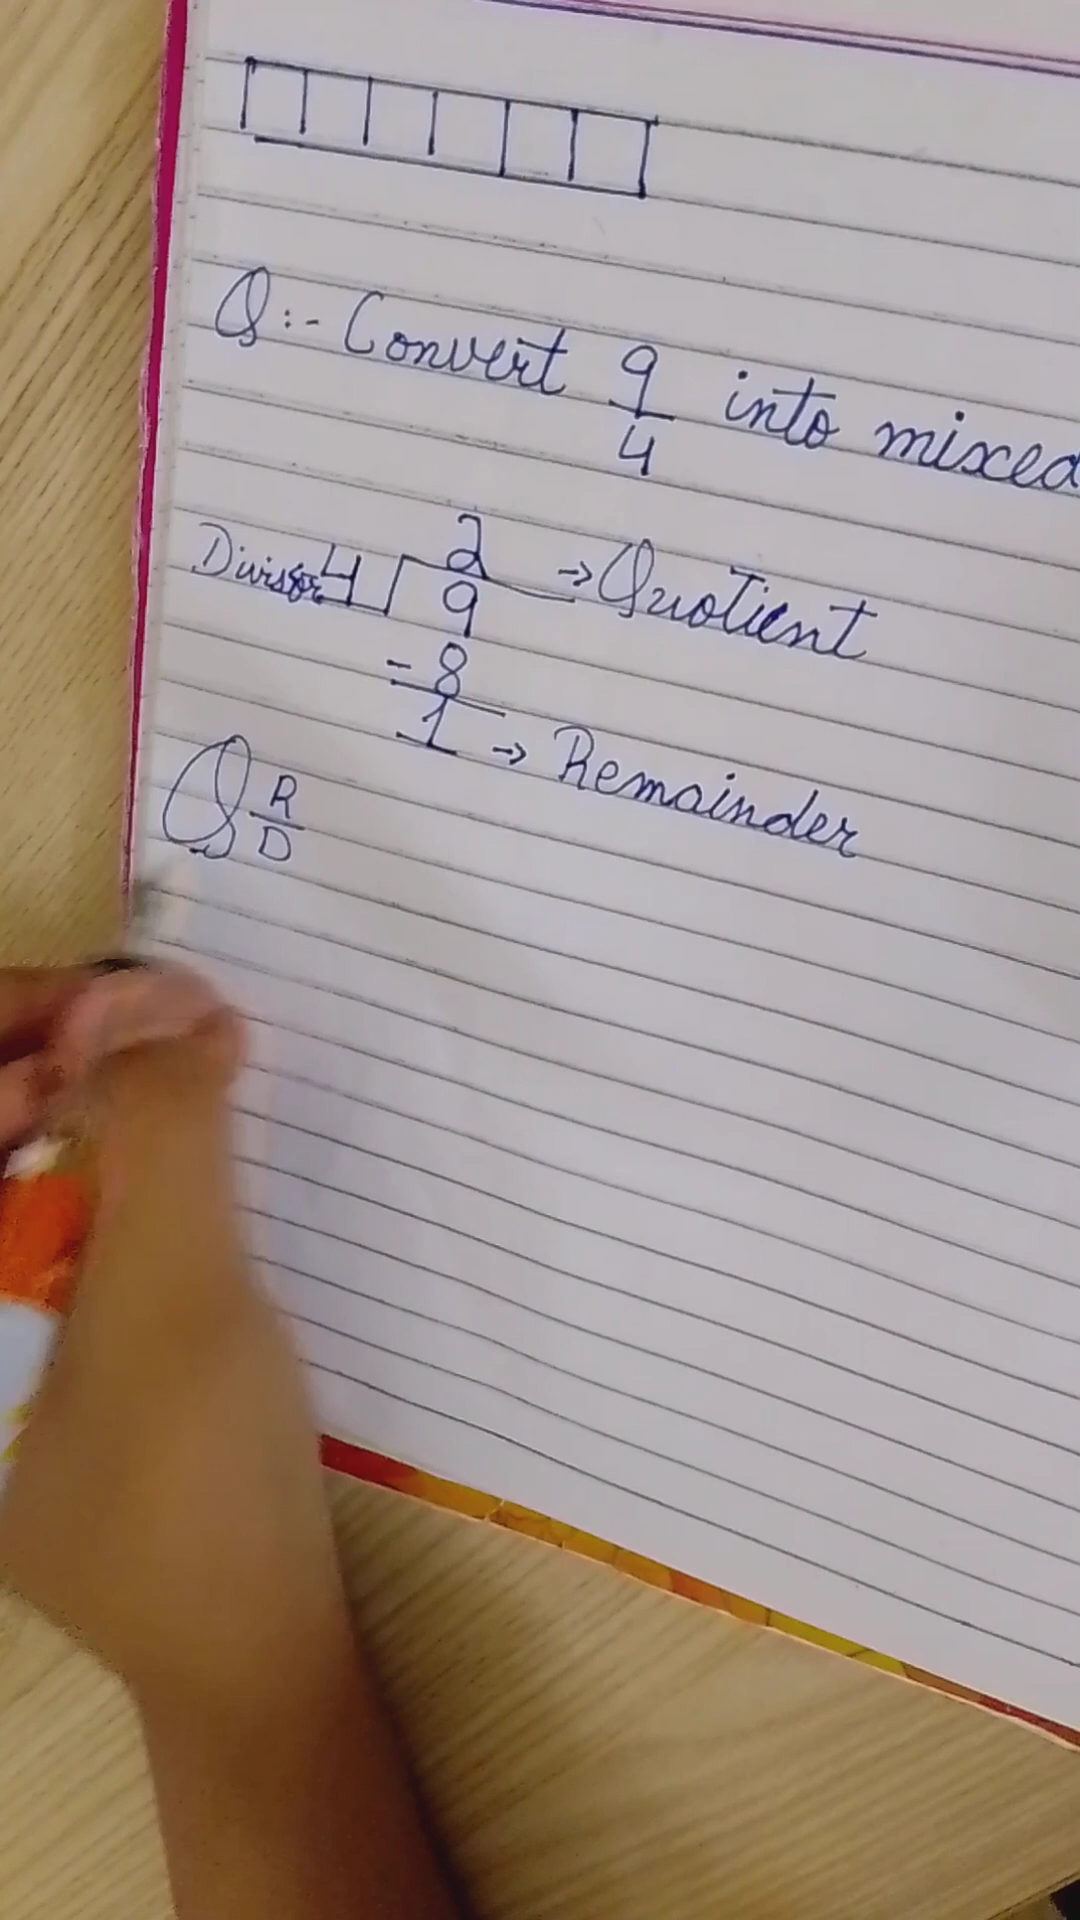 Q :- Convert 9/4 into mixed
2 → Quotient
Divisor 4 9
- 8
1 → Remainder
Q R/D